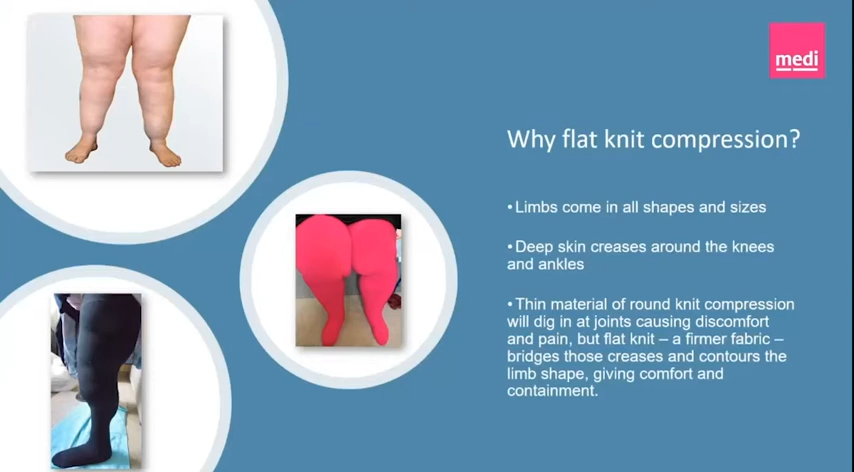 medi
Why flat knit compression?
• Limbs come in all shapes and sizes
• Deep skin creases around the knees
and ankles
• Thin material of round knit compression
will dig in at joints causing discomfort
and pain, but flat knit – a firmer fabric –
bridges those creases and contours the
limb shape, giving comfort and
containment.